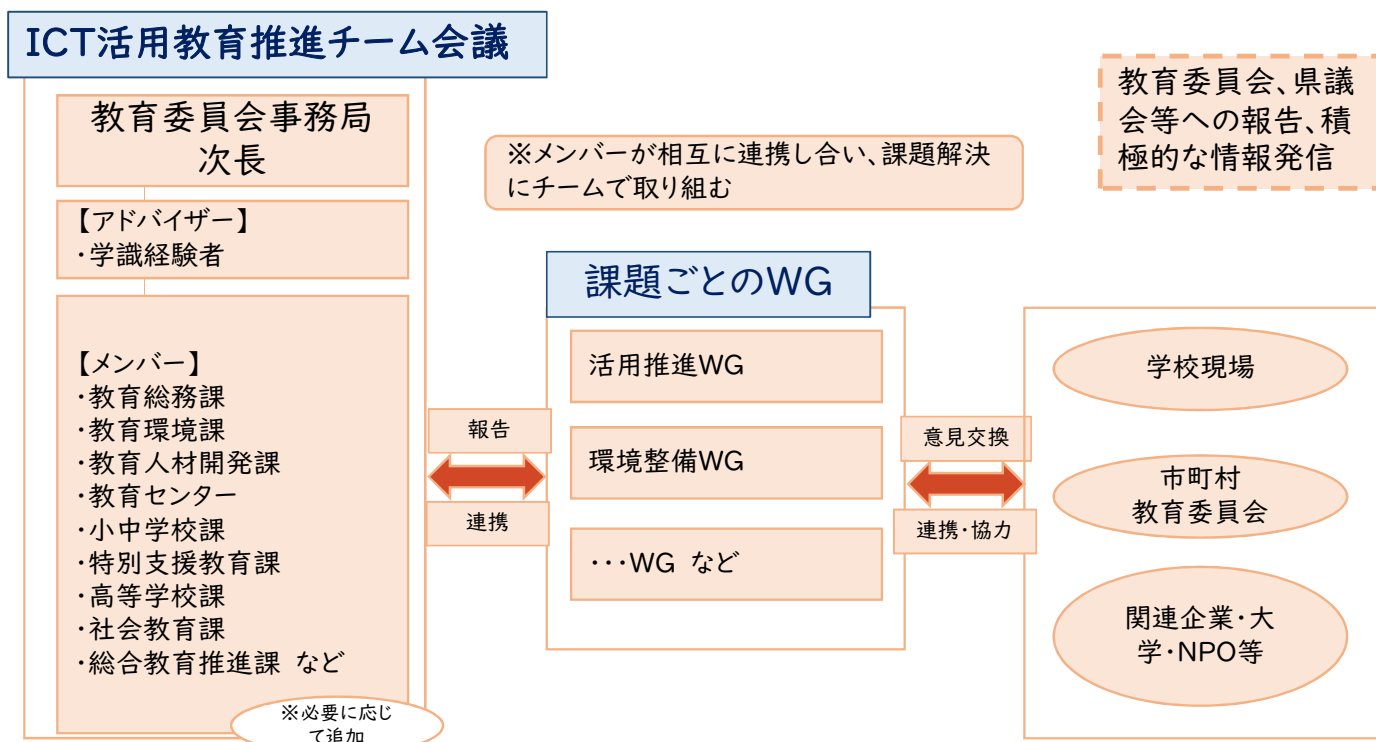 ICT活用教育推進チーム会議
教育委員会事務局
次長
【アドバイザー】
・学識経験者
【メンバー】
・教育総務課
・教育環境課
・教育人材開発課
・教育センター
・小中学校課
・特別支援教育課
・高等学校課
・社会教育課
・総合教育推進課 など
※必要に応じ
て追加
※メンバーが相互に連携し合い、課題解決
にチームで取り組む
報告
連携
課題ごとのWG
活用推進WG
環境整備WG
・・・WG など
意見交換
連携・協力
教育委員会、県議
会等への報告、積
極的な情報発信
学校現場
市町村
教育委員会
関連企業・大
学・NPO等